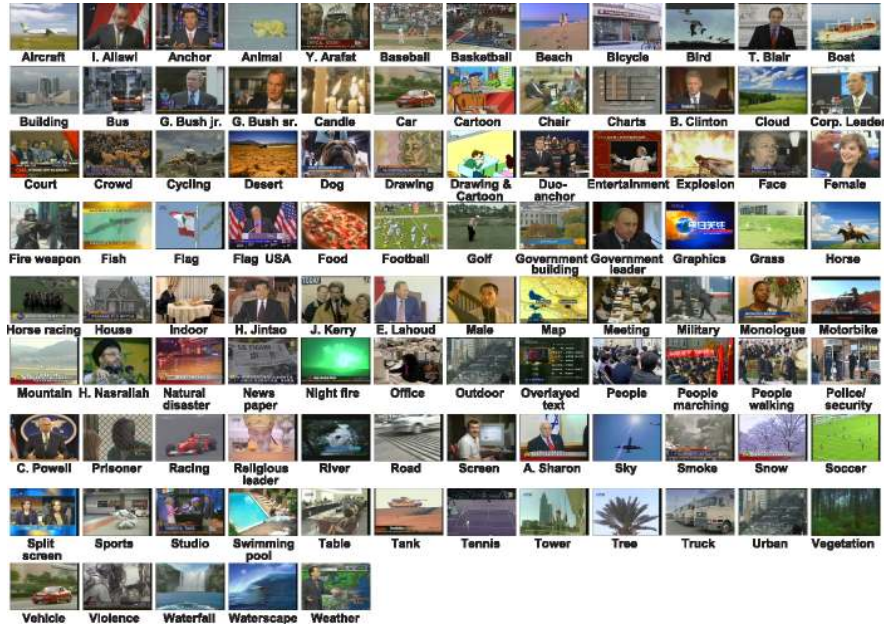 Aircraft I. Allawi Anchor Animal Y. Arafat Baseball Basketball Beach Bicycle Bird T. Blair Boat
Building Bus G. Bush jr. G. Bush sr. Candle Car Cartoon Chair Charts B. Clinton Cloud Corp. Leader
Court Crowd Cycling Desert Dog Drawing Drawing & Cartoon Duo-anchor Entertainment Explosion Face Female
Fire weapon Fish Flag Flag USA Food Football Golf Government building Government leader Graphics Grass Horse
Horse racing House Indoor H. Jintao J. Kerry E. Lahoud Male Map Meeting Military Monologue Motorbike
Mountain H. Nasrallah Natural disaster News paper Night fire Office Outdoor Overlayed text People People marching People walking Police/ security
C. Powell Prisoner Racing Religious leader River Road Screen A. Sharon Sky Smoke Snow Soccer
Split screen Sports Studio Swimming pool Table Tank Tennis Tower Tree Truck Urban Vegetation
Vehicle Violence Waterfall Waterscape Weather